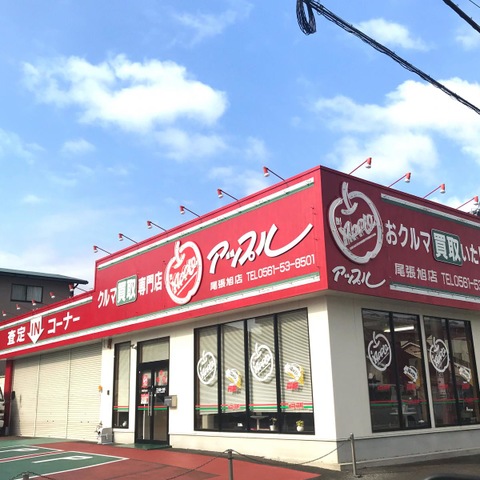 査定 IN コーナー
クルマ買取専門店
Apple
アップル
尾張旭店 TEL0561-53-8501
Apple
アップル
おクルマ買取いた
尾張旭店 TEL0561-5